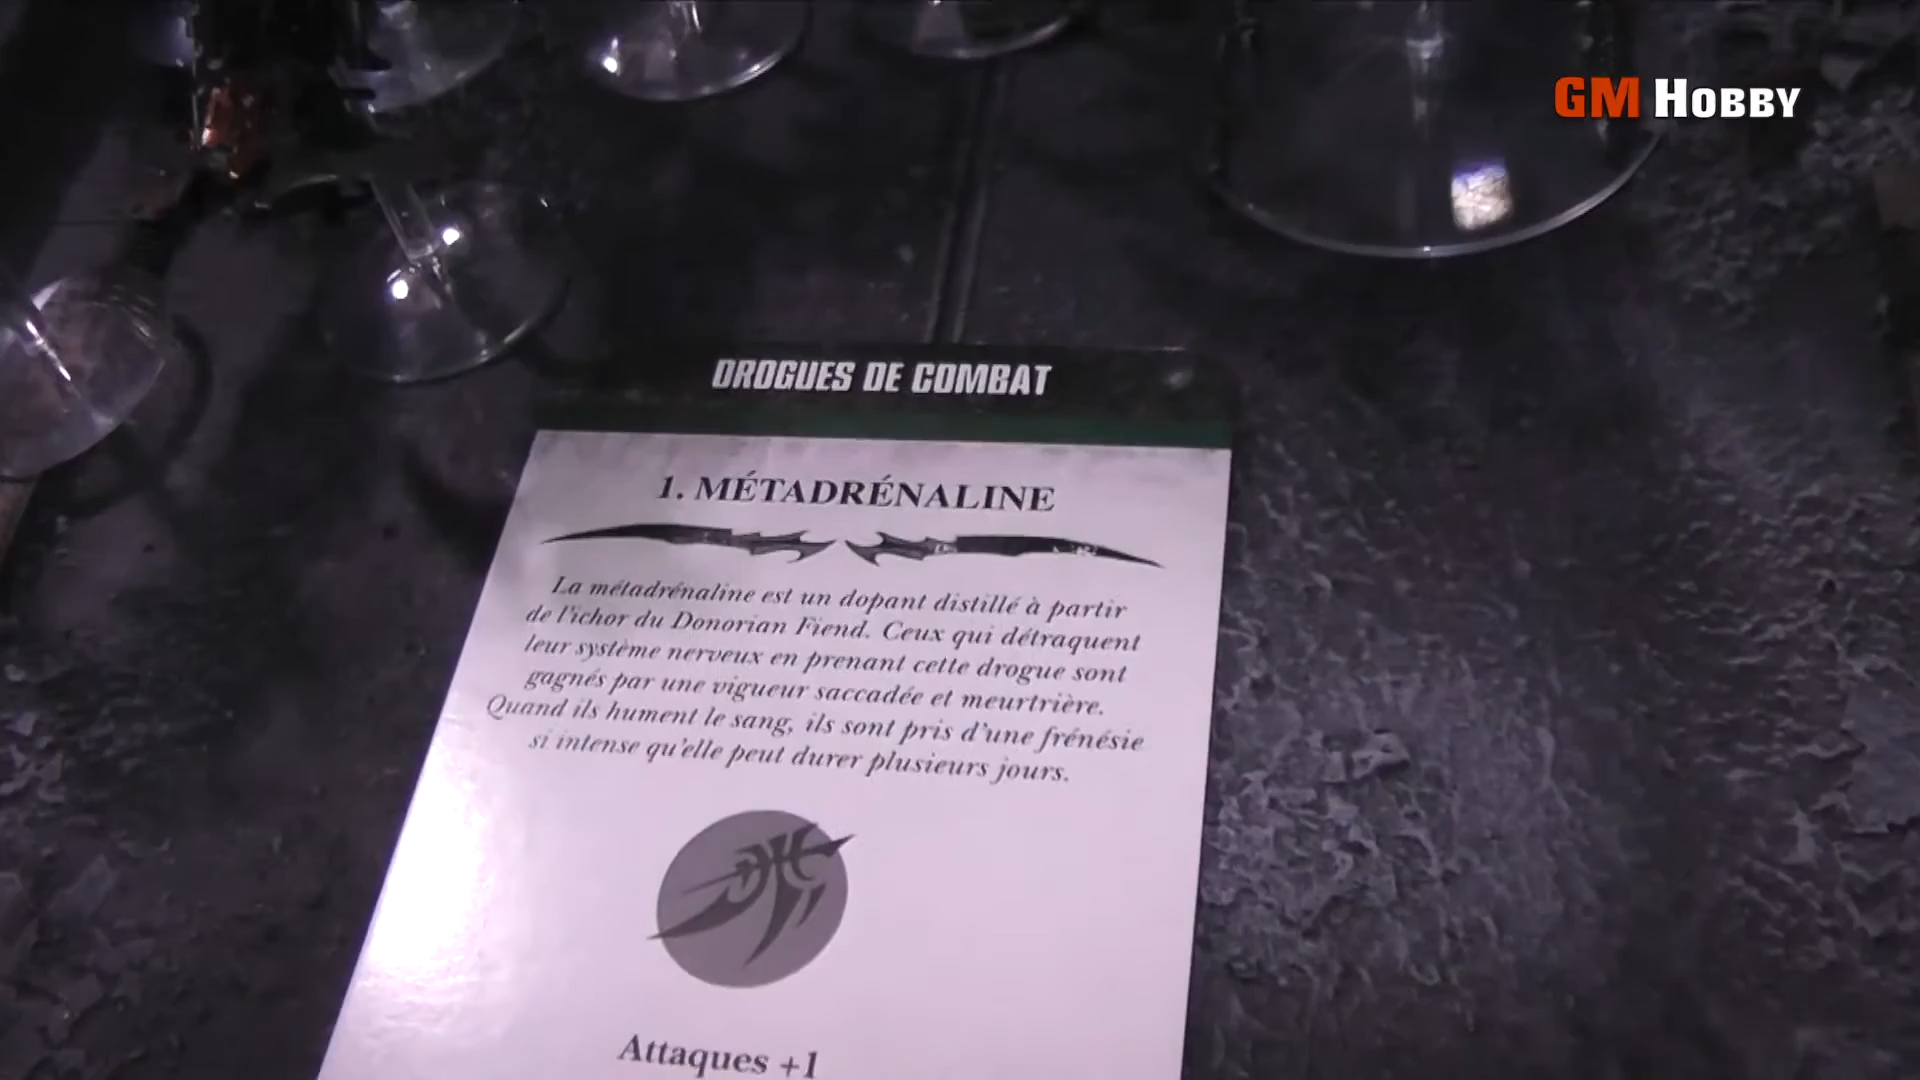 GM HOBBY
DROGUES DE COMBAT
1. MÉTADRÉNALINE
La métadrénaline est un dopant distillé à partir
de l'ichor du Donorian Fiend. Ceux qui détraquent
leur système nerveux en prenant cette drogue sont
gagnés par une vigueur saccadée et meurtrière.
Quand ils hument le sang, ils sont pris d'une frénésie
si intense qu'elle peut durer plusieurs jours.
Attaques +1